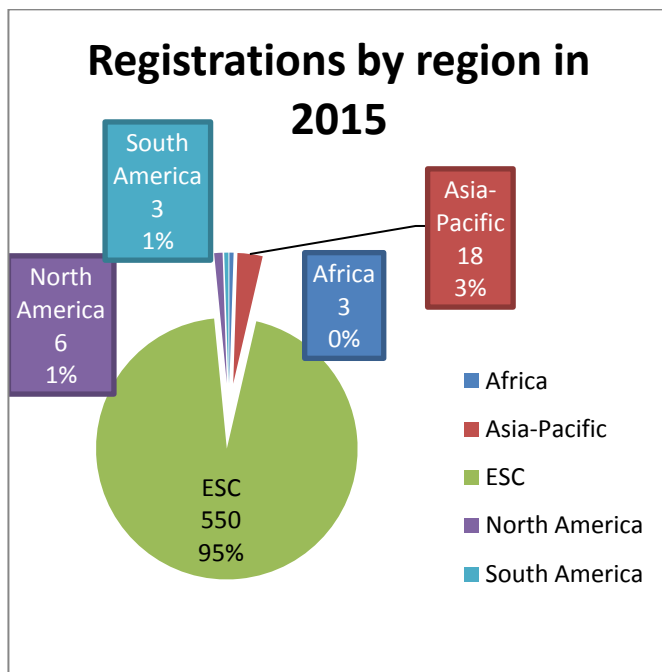 Registrations by region in
2015
South
America
3
1%
Asia-
Pacific
18
3%
North
America
6
1%
Africa
3
0%
ESC
550
95%
Africa
Asia-Pacific
ESC
North America
South America